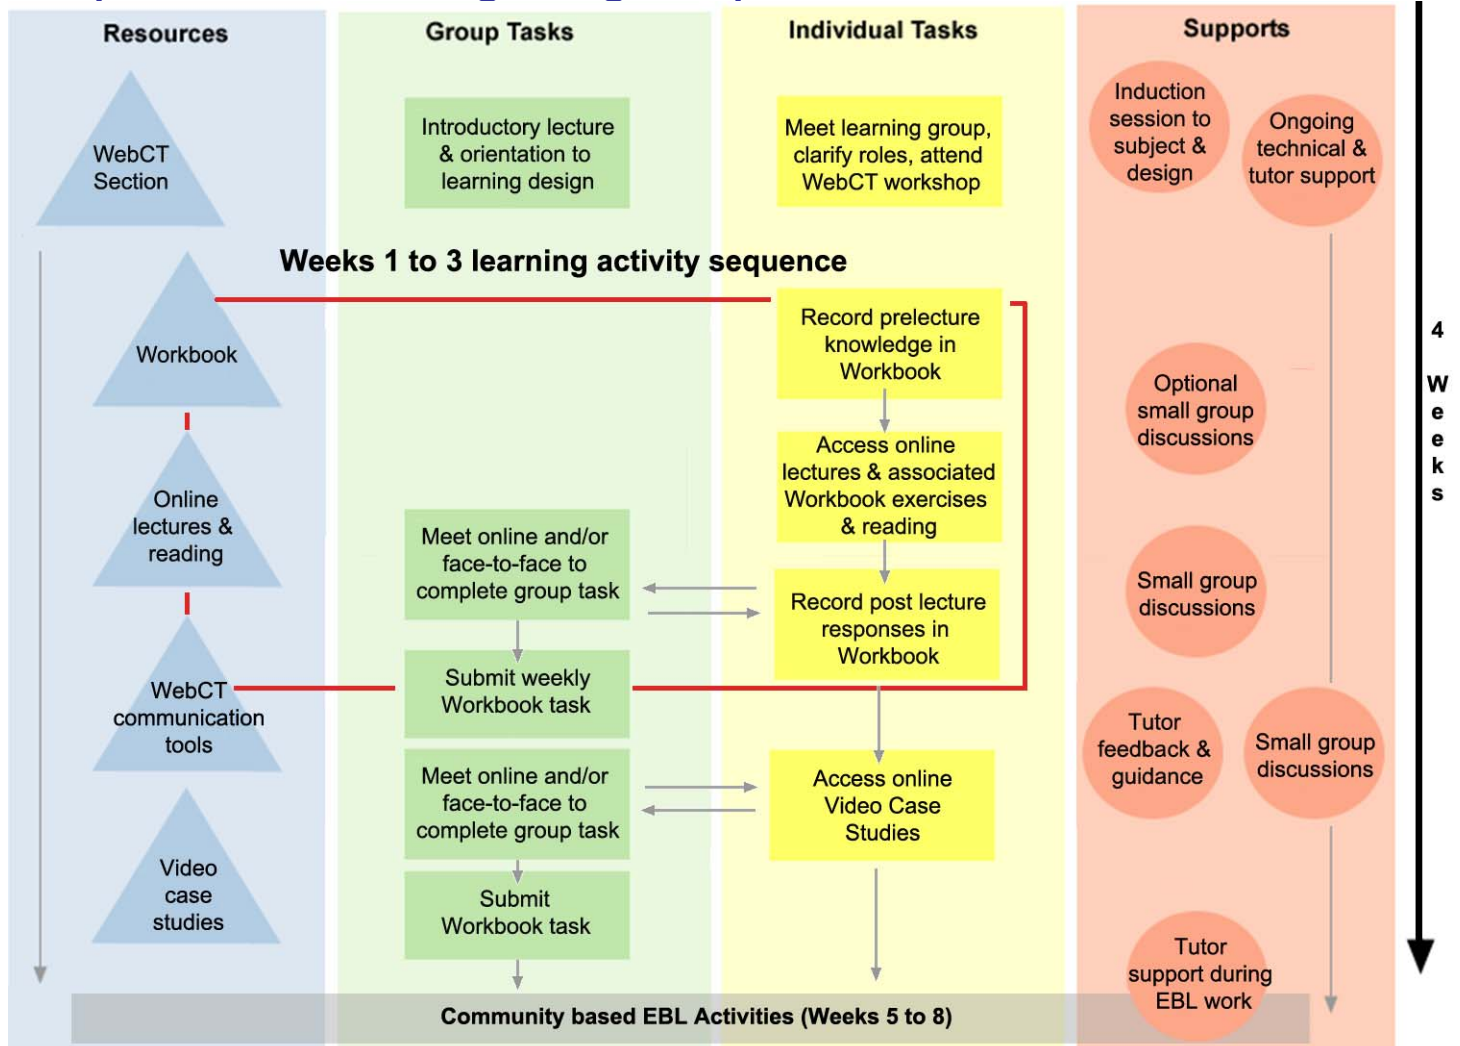 Resources
Group Tasks
Individual Tasks
Supports
WebCT
Section
Introductory lecture
& orientation to
learning design
Meet learning group,
clarify roles, attend
WebCT workshop
Induction
session to
subject &
design
Ongoing
technical &
tutor support
Weeks 1 to 3 learning activity sequence
Workbook
Record prelecture
knowledge in
Workbook
Optional
small group
discussions
Online
lectures &
reading
Access online
lectures & associated
Workbook exercises
& reading
Meet online and/or
face-to-face to
complete group task
Record post lecture
responses in
Workbook
Small group
discussions
WebCT
communication
tools
Submit weekly
Workbook task
Tutor
feedback &
guidance
Small group
discussions
Meet online and/or
face-to-face to
complete group task
Access online
Video Case
Studies
Video
case
studies
Submit
Workbook task
Tutor
support during
EBL work
Community based EBL Activities (Weeks 5 to 8)
4
W
e
e
k
s